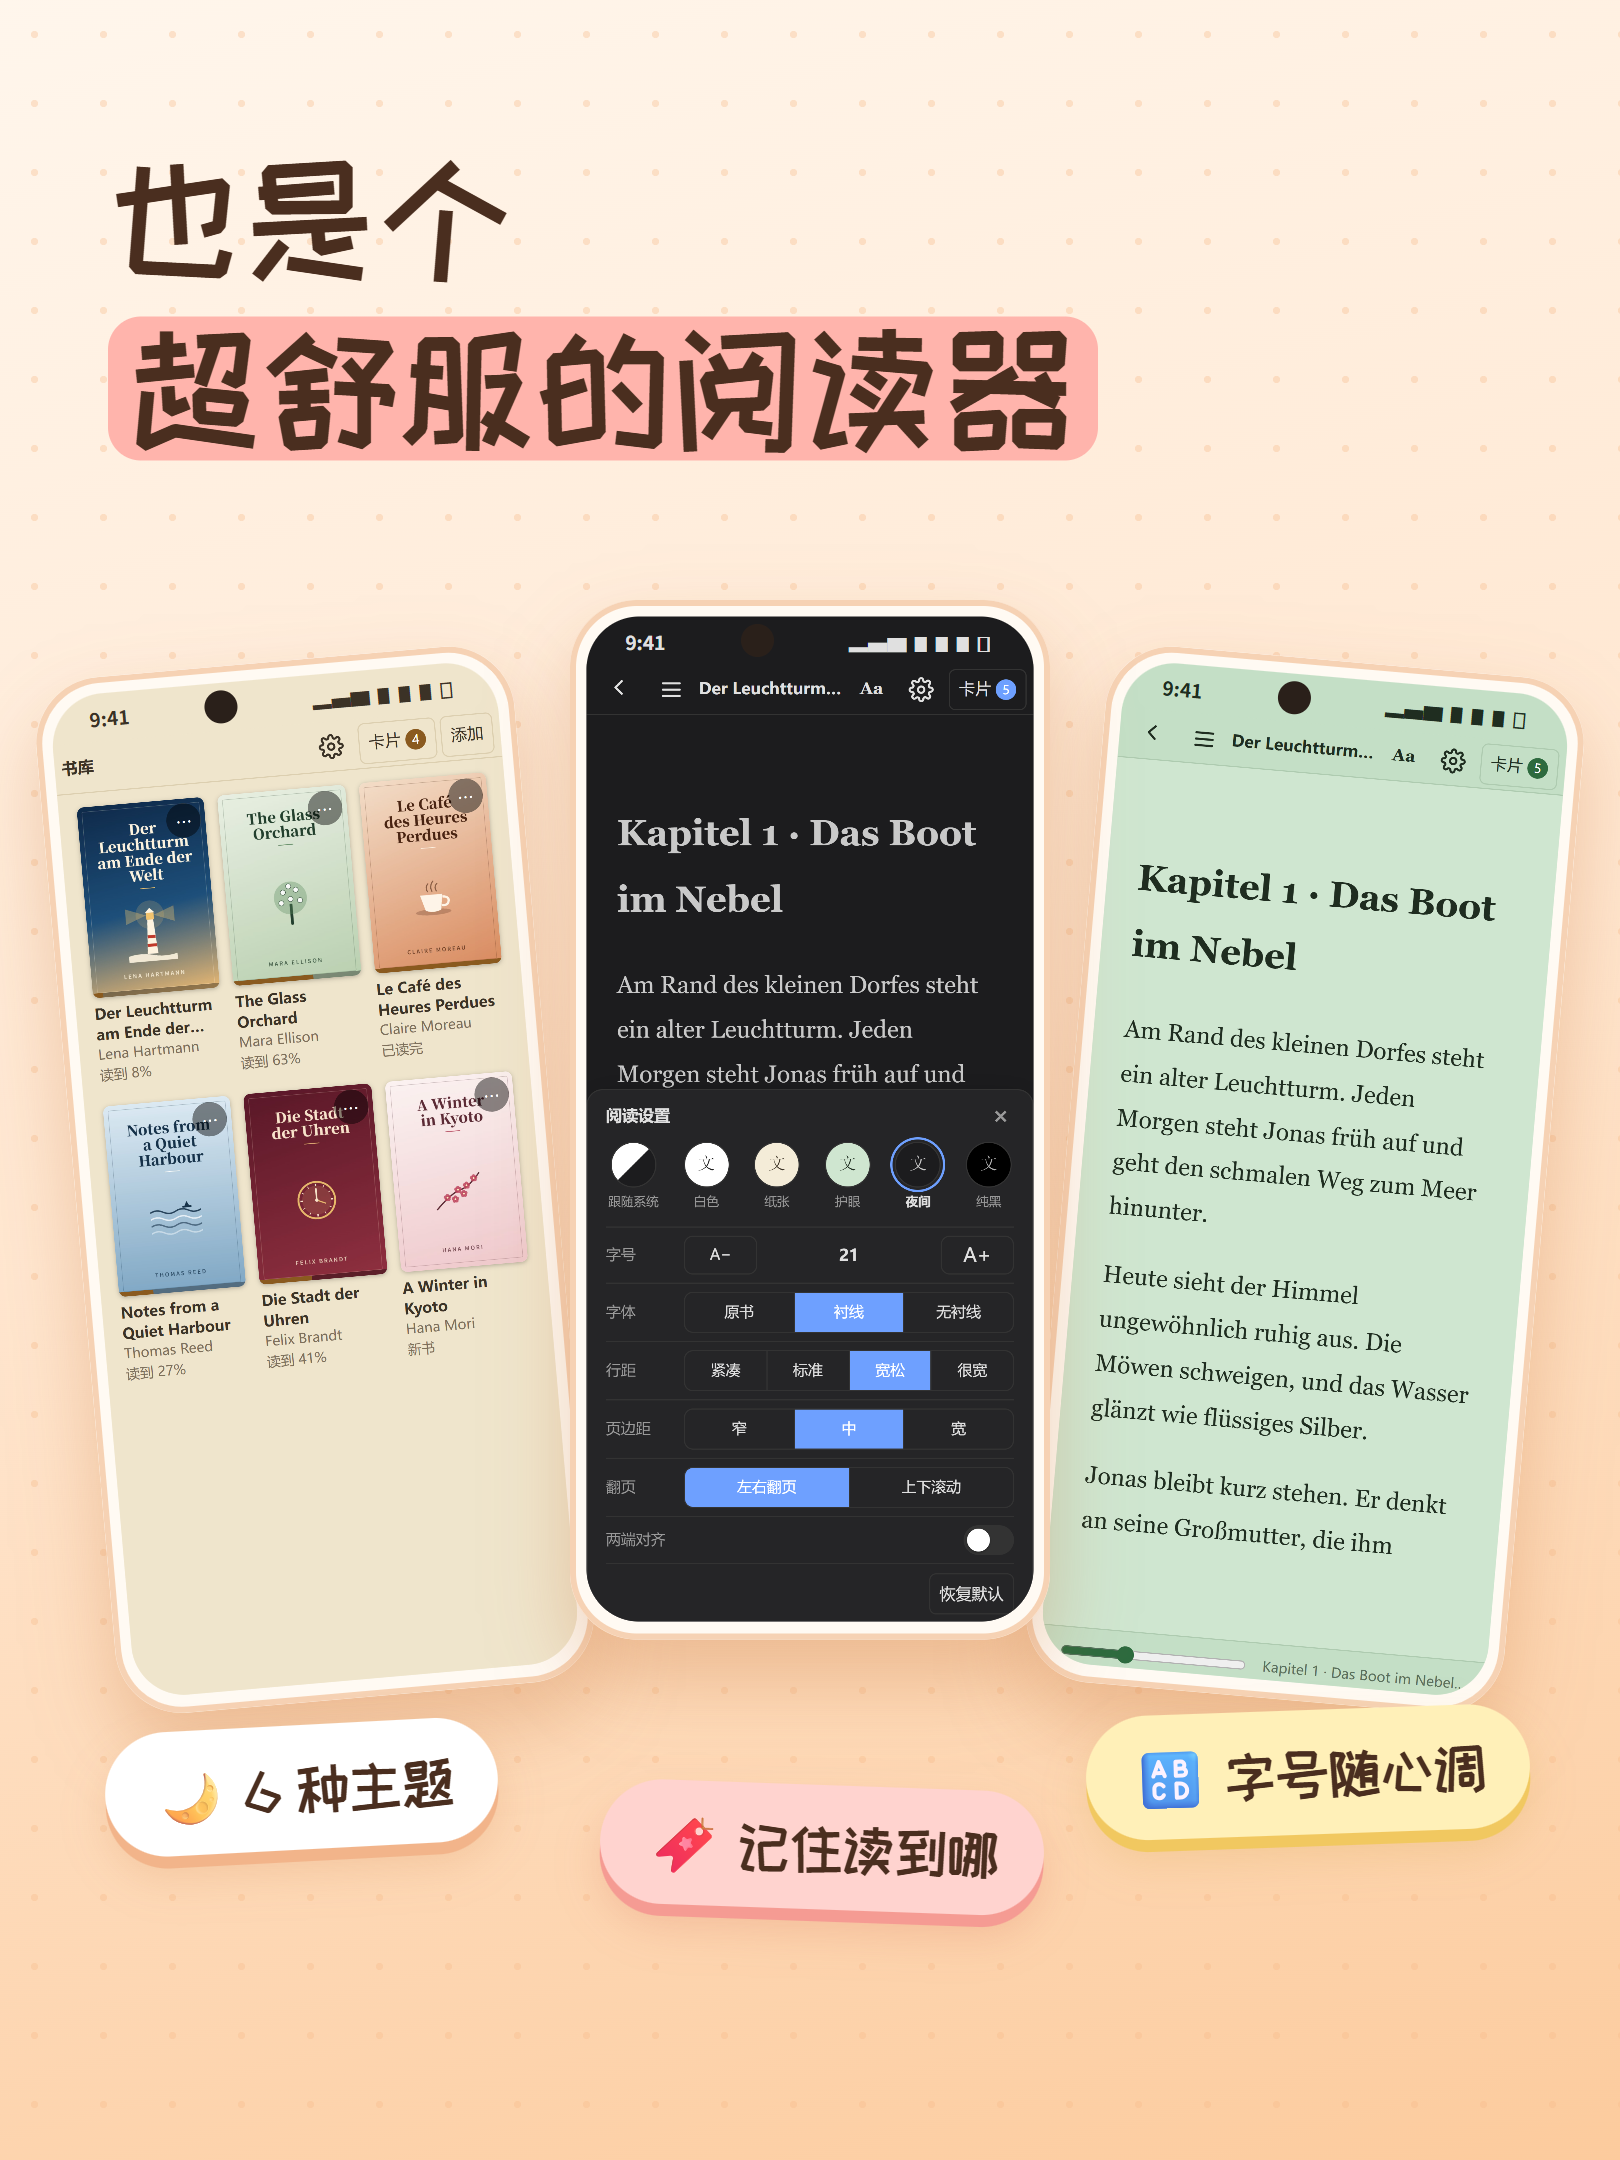 也是个
超舒服的阅读器
9:41
书库
卡片 4
添加
Der
Leuchtturm
am Ende der
Welt
LENA HARTMANN
The Glass
Orchard
MARA ELLISON
Le Café
des Heures
Perdues
CLAIRE MOREAU
Der Leuchtturm
am Ende der...
Lena Hartmann
读到 8%
The Glass
Orchard
Mara Ellison
读到 63%
Le Café des
Heures Perdues
Claire Moreau
已读完
Notes from
a Quiet
Harbour
THOMAS REED
Die Stadt
der Uhren
FELIX BRANDT
A Winter
in Kyoto
HANA MORI
Notes from a
Quiet Harbour
Thomas Reed
读到 27%
Die Stadt der
Uhren
Felix Brandt
读到 41%
A Winter in
Kyoto
Hana Mori
新书
9:41
Der Leuchtturm... Aa 卡片 5
Kapitel 1 · Das Boot
im Nebel
Am Rand des kleinen Dorfes steht
ein alter Leuchtturm. Jeden
Morgen steht Jonas früh auf und
阅读设置
文 文 文 文 文
跟随系统 白色 纸张 护眼 夜间 纯黑
字号 A− 21 A+
字体 原书 衬线 无衬线
行距 紧凑 标准 宽松 很宽
页边距 窄 中 宽
翻页 左右翻页 上下滚动
两端对齐
恢复默认
9:41
Der Leuchtturm... Aa 卡片 5
Kapitel 1 · Das Boot
im Nebel
Am Rand des kleinen Dorfes steht
ein alter Leuchtturm. Jeden
Morgen steht Jonas früh auf und
geht den schmalen Weg zum Meer
hinunter.
Heute sieht der Himmel
ungewöhnlich ruhig aus. Die
Möwen schweigen, und das Wasser
glänzt wie flüssiges Silber.
Jonas bleibt kurz stehen. Er denkt
an seine Großmutter, die ihm
Kapitel 1 · Das Boot im Nebel..
🌙 6 种主题
🔖 记住读到哪
🔠 字号随心调